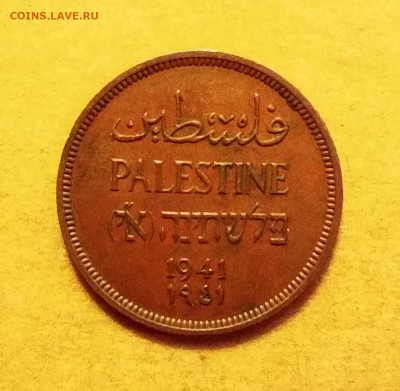 COINS.LAVE.RU
فلسطين
PALESTINE
פלשתינה (א״י)
1941
١٩٤١